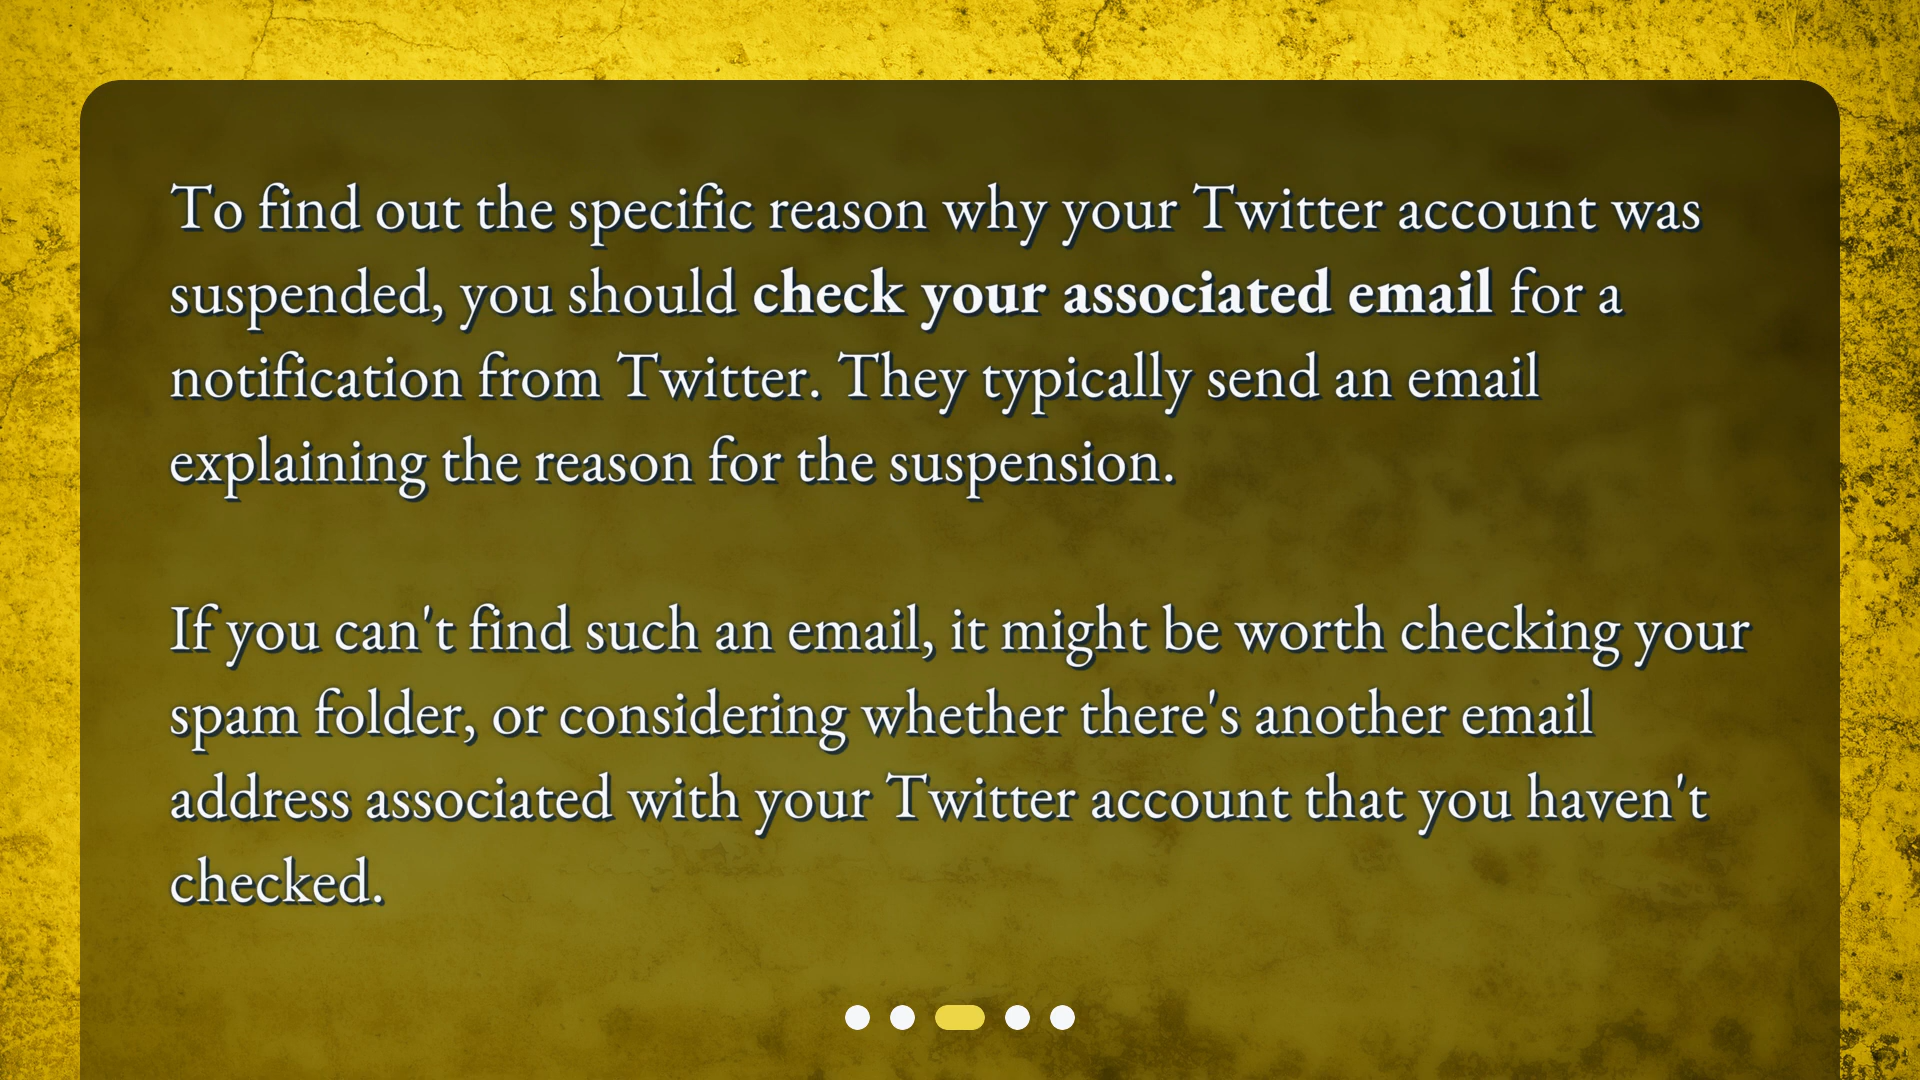 To find out the specific reason why your Twitter account was
suspended, you should check your associated email for a
notification from Twitter. They typically send an email
explaining the reason for the suspension.
If you can't find such an email, it might be worth checking your
spam folder, or considering whether there's another email
address associated with your Twitter account that you haven't
checked.